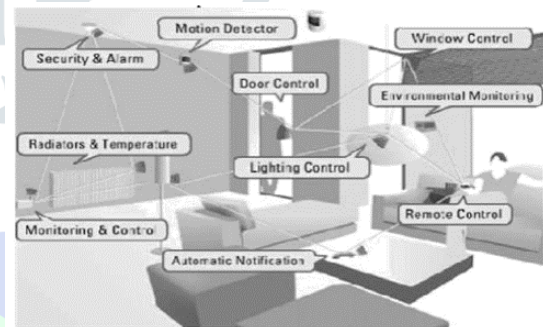 Motion Detector
Window Control
Security & Alarm
Door Control
Environmental Monitoring
Radiators & Temperature
Lighting Control
Remote Control
Monitoring & Control
Automatic Notification